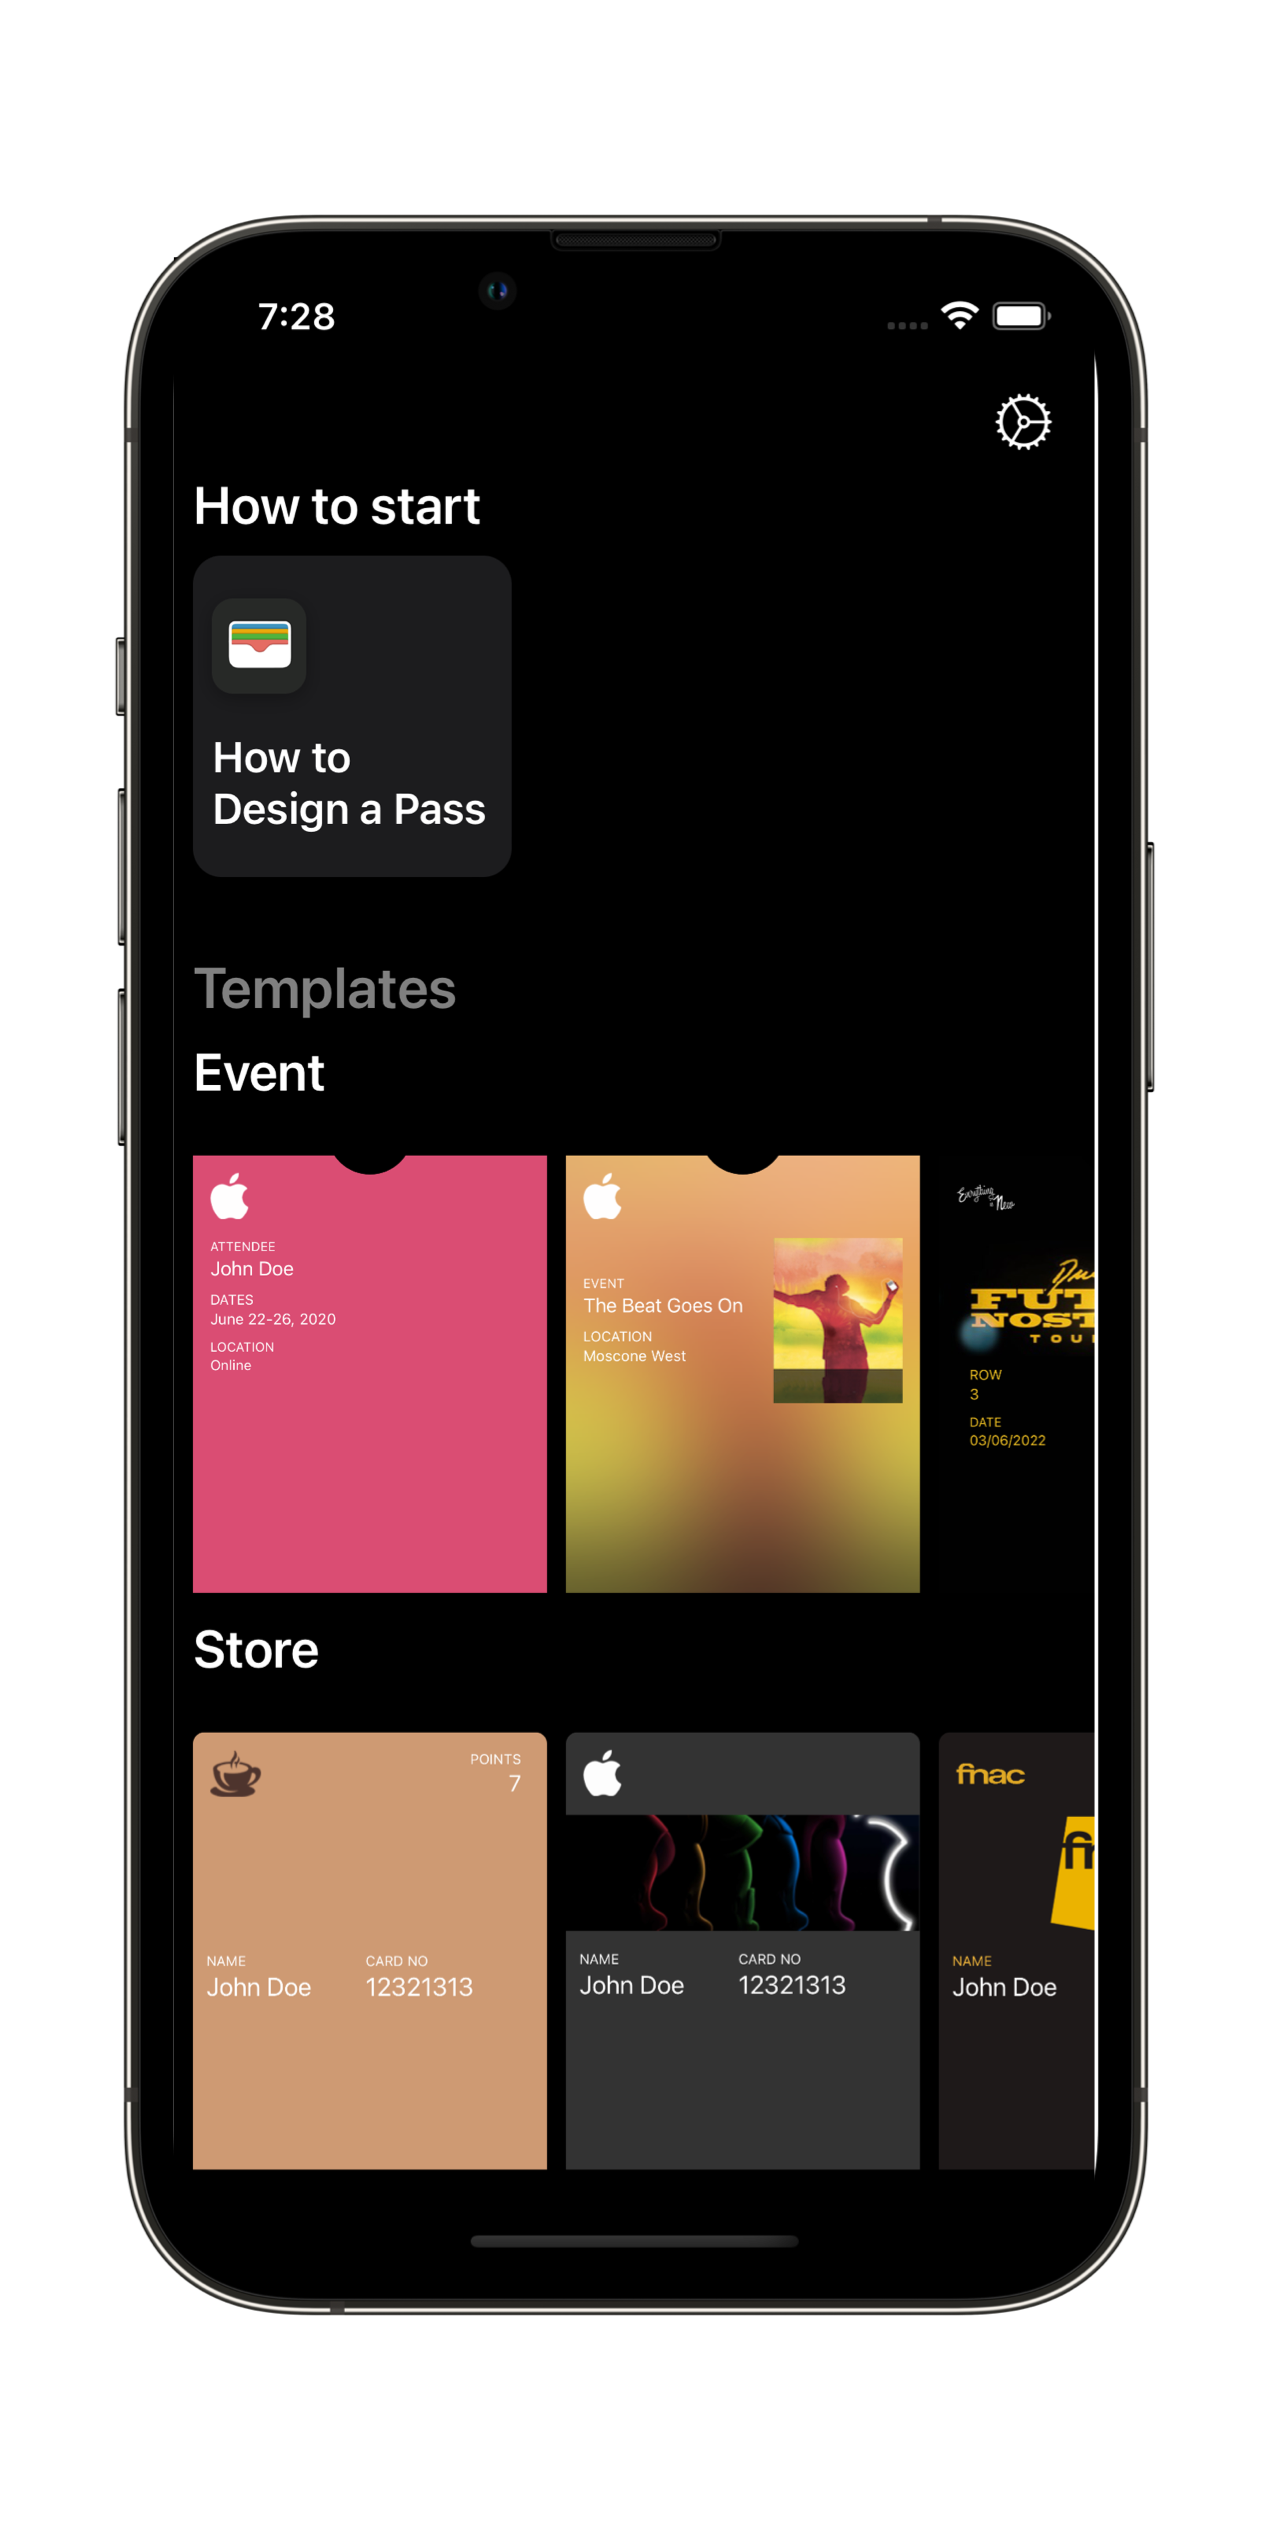 7:28
How to start
How to
Design a Pass
Templates
Event
ATTENDEE
John Doe
DATES
June 22-26, 2020
LOCATION
Online
EVENT
The Beat Goes On
LOCATION
Moscone West
Everything
is New
FUT
NOST
TOU
ROW
3
DATE
03/06/2022
Store
POINTS
7
NAME
John Doe
CARD NO
12321313
NAME
John Doe
CARD NO
12321313
fnac
NAME
John Doe